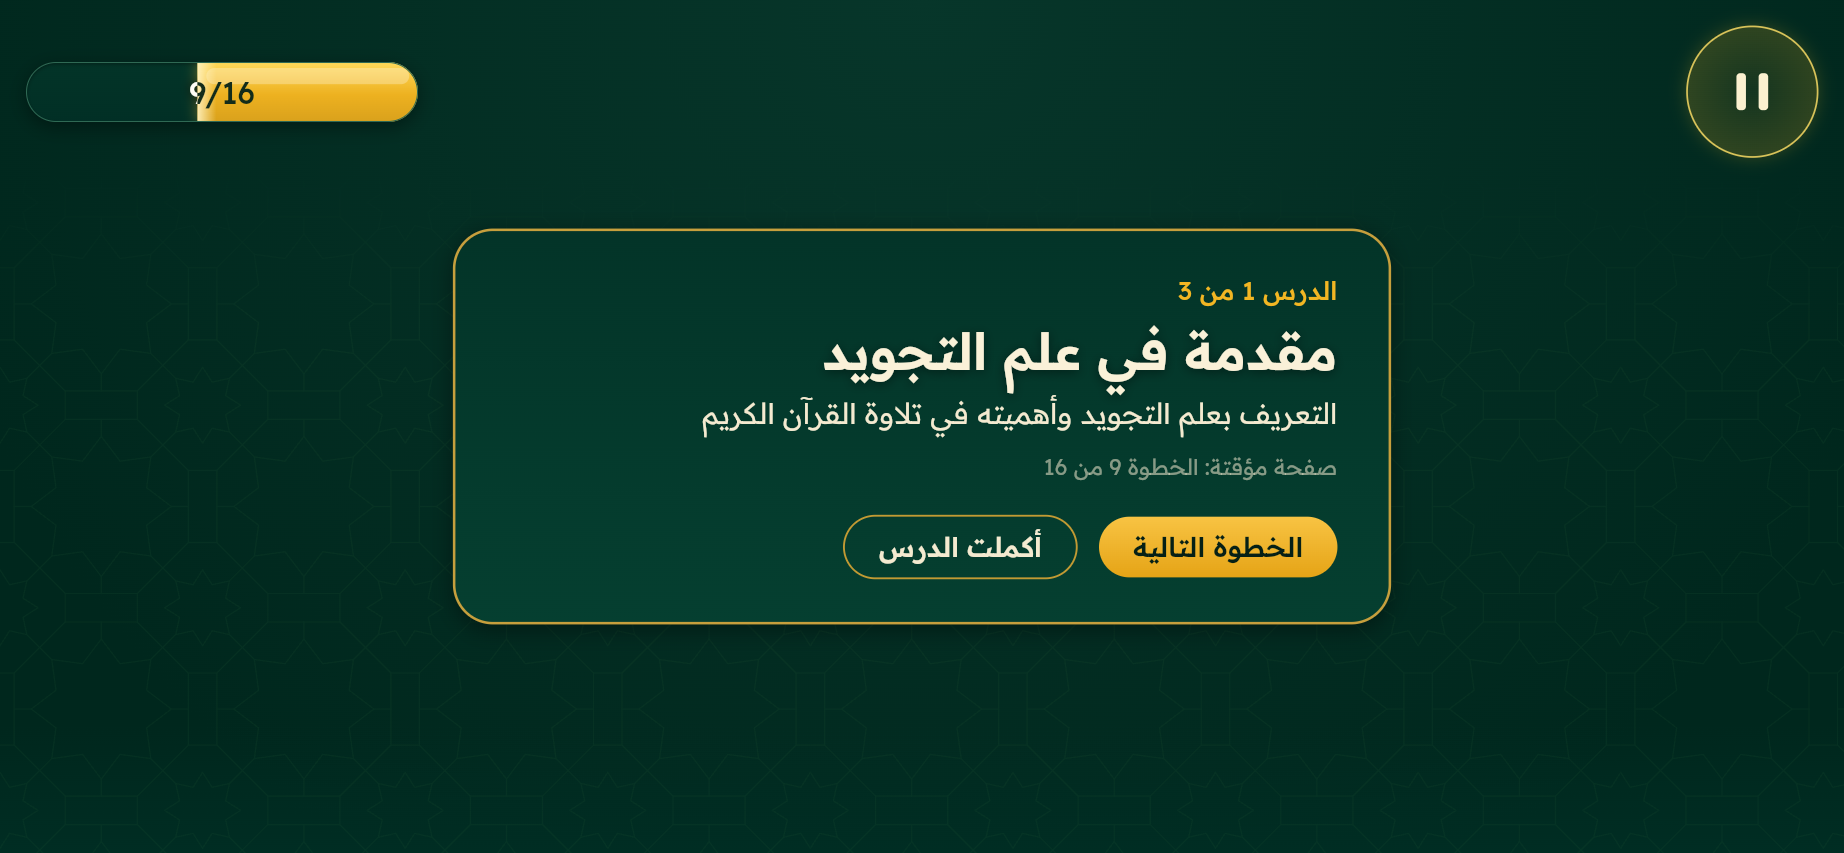 9/16
الدرس 1 من 3
مقدمة في علم التجويد
التعريف بعلم التجويد وأهميته في تلاوة القرآن الكريم
صفحة مؤقتة: الخطوة 9 من 16
الخطوة التالية
أكملت الدرس